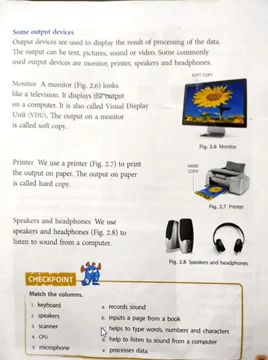 Some output devices
Output devices are used to display the result of processing of the data.
The output can be text, pictures, sound or video. Some commonly
used output devices are monitor, printer, speakers and headphones.
SOFT COPY
Monitor A monitor (Fig. 2.6) looks
like a television. It displays the output
on a computer. It is also called Visual Display
Unit (VDU). The output on a monitor
is called soft copy.
Fig. 2.6 Monitor
Printer We use a printer (Fig. 2.7) to print
the output on paper. The output on paper
is called hard copy.
HARD
COPY
Fig. 2.7 Printer
Speakers and headphones We use
speakers and headphones (Fig. 2.8) to
listen to sound from a computer.
Fig. 2.8 Speakers and headphones
CHECKPOINT
Match the columns.
1. keyboard a. records sound
2. speakers b. inputs a page from a book
3. scanner c. helps to type words, numbers and characters
4. CPU d. help to listen to sound from a computer
5. microphone e. processes data